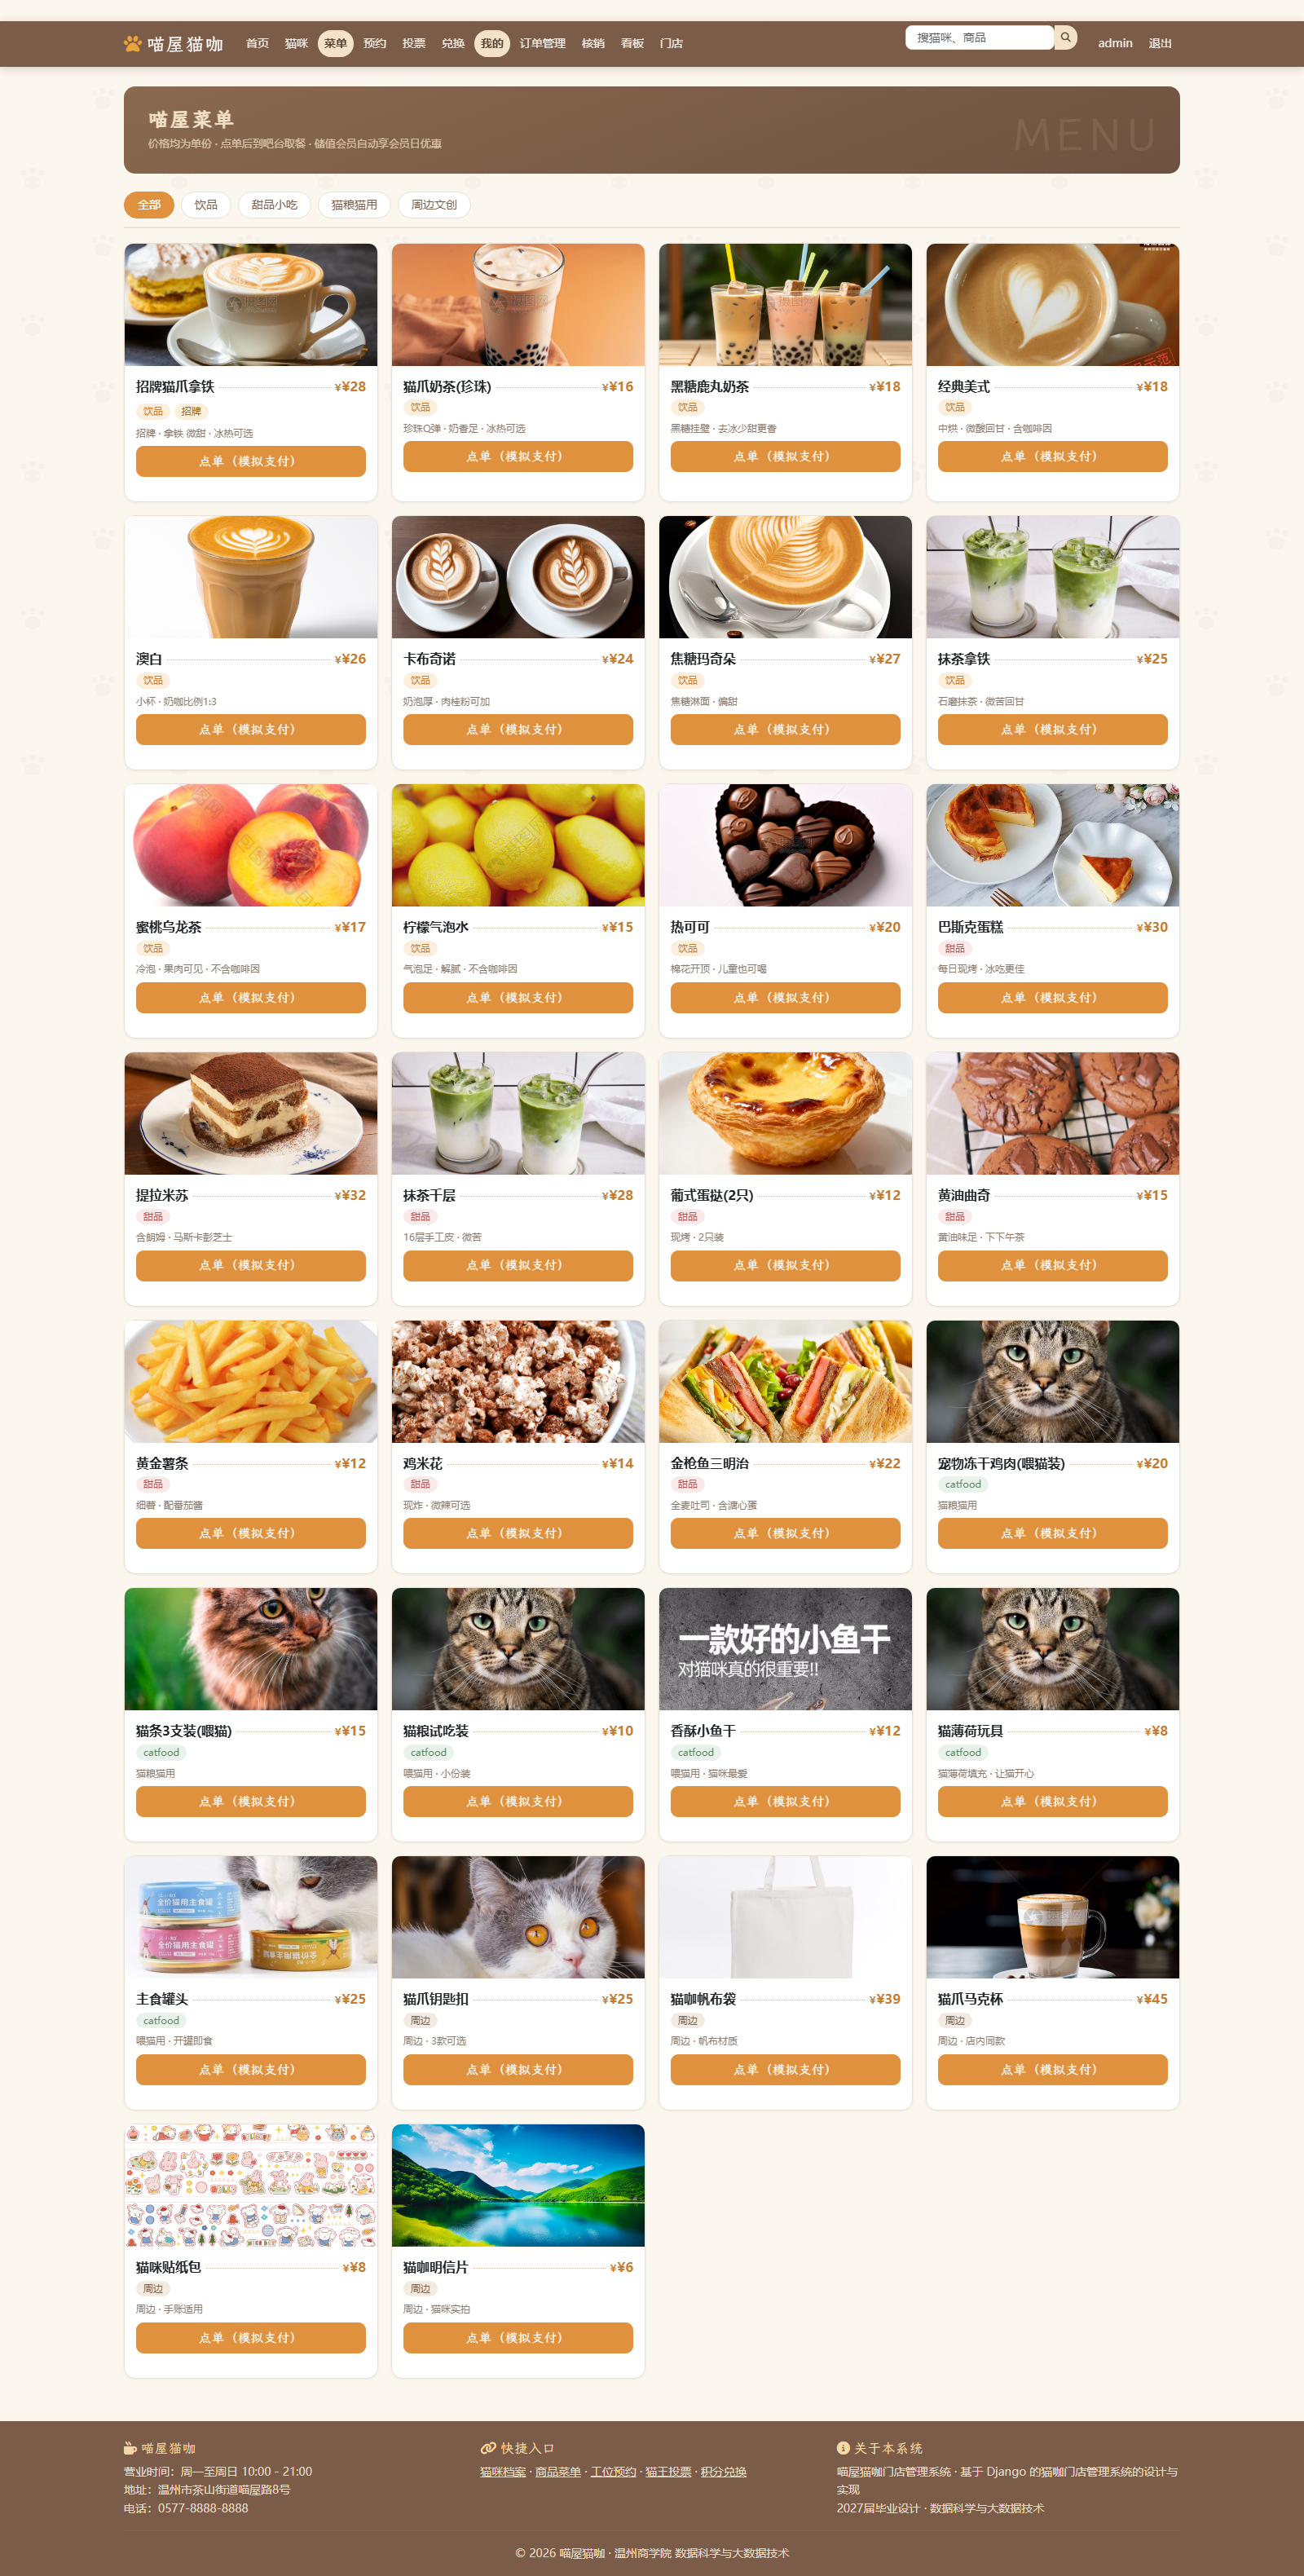 喵屋猫咖 首页 猫咪 菜单 预约 投票 兑换 我的 订单管理 核销 看板 门店 搜猫咪、商品 admin 退出
喵屋菜单
价格均为单份 · 点单后到吧台取餐 · 储值会员自动享会员日优惠
MENU
全部 饮品 甜品小吃 猫粮猫用 周边文创
招牌猫爪拿铁 ¥¥28
饮品 招牌
招牌 · 拿铁 微甜 · 冰热可选
点单（模拟支付）
猫爪奶茶(珍珠) ¥¥16
饮品
珍珠Q弹 · 奶香足 · 冰热可选
点单（模拟支付）
黑糖鹿丸奶茶 ¥¥18
饮品
黑糖挂壁 · 去冰少甜更香
点单（模拟支付）
经典美式 ¥¥18
饮品
中烘 · 微酸回甘 · 含咖啡因
点单（模拟支付）
澳白 ¥¥26
饮品
小杯 · 奶咖比例1:3
点单（模拟支付）
卡布奇诺 ¥¥24
饮品
奶泡厚 · 肉桂粉可加
点单（模拟支付）
焦糖玛奇朵 ¥¥27
饮品
焦糖淋面 · 偏甜
点单（模拟支付）
抹茶拿铁 ¥¥25
饮品
石磨抹茶 · 微苦回甘
点单（模拟支付）
蜜桃乌龙茶 ¥¥17
饮品
冷泡 · 果肉可见 · 不含咖啡因
点单（模拟支付）
柠檬气泡水 ¥¥15
饮品
气泡足 · 解腻 · 不含咖啡因
点单（模拟支付）
热可可 ¥¥20
饮品
棉花开顶 · 儿童也可喝
点单（模拟支付）
巴斯克蛋糕 ¥¥30
甜品
每日现烤 · 冰吃更佳
点单（模拟支付）
提拉米苏 ¥¥32
甜品
含朗姆 · 马斯卡彭芝士
点单（模拟支付）
抹茶千层 ¥¥28
甜品
16层手工皮 · 微苦
点单（模拟支付）
葡式蛋挞(2只) ¥¥12
甜品
现烤 · 2只装
点单（模拟支付）
黄油曲奇 ¥¥15
甜品
黄油味足 · 下下午茶
点单（模拟支付）
黄金薯条 ¥¥12
甜品
细薯 · 配番茄酱
点单（模拟支付）
鸡米花 ¥¥14
甜品
现炸 · 微辣可选
点单（模拟支付）
金枪鱼三明治 ¥¥22
甜品
全麦吐司 · 含溏心蛋
点单（模拟支付）
宠物冻干鸡肉(喂猫装) ¥¥20
catfood
猫粮猫用
点单（模拟支付）
猫条3支装(喂猫) ¥¥15
catfood
猫粮猫用
点单（模拟支付）
猫粮试吃装 ¥¥10
catfood
喂猫用 · 小份装
点单（模拟支付）
一款好的小鱼干
对猫咪真的很重要!!
香酥小鱼干 ¥¥12
catfood
喂猫用 · 猫咪最爱
点单（模拟支付）
猫薄荷玩具 ¥¥8
catfood
猫薄荷填充 · 让猫开心
点单（模拟支付）
全价猫用主食罐
全价猫用主食罐
全价猫用主食罐
主食罐头 ¥¥25
catfood
喂猫用 · 开罐即食
点单（模拟支付）
猫爪钥匙扣 ¥¥25
周边
周边 · 3款可选
点单（模拟支付）
猫咖帆布袋 ¥¥39
周边
周边 · 帆布材质
点单（模拟支付）
猫爪马克杯 ¥¥45
周边
周边 · 店内同款
点单（模拟支付）
猫咪贴纸包 ¥¥8
周边
周边 · 手账适用
点单（模拟支付）
猫咖明信片 ¥¥6
周边
周边 · 猫咪实拍
点单（模拟支付）
喵屋猫咖
营业时间：周一至周日 10:00 - 21:00
地址：温州市茶山街道喵屋路8号
电话：0577-8888-8888
快捷入口
猫咪档案 · 商品菜单 · 工位预约 · 猫王投票 · 积分兑换
关于本系统
喵屋猫咖门店管理系统 · 基于 Django 的猫咖门店管理系统的设计与
实现
2027届毕业设计 · 数据科学与大数据技术
© 2026 喵屋猫咖 · 温州商学院 数据科学与大数据技术